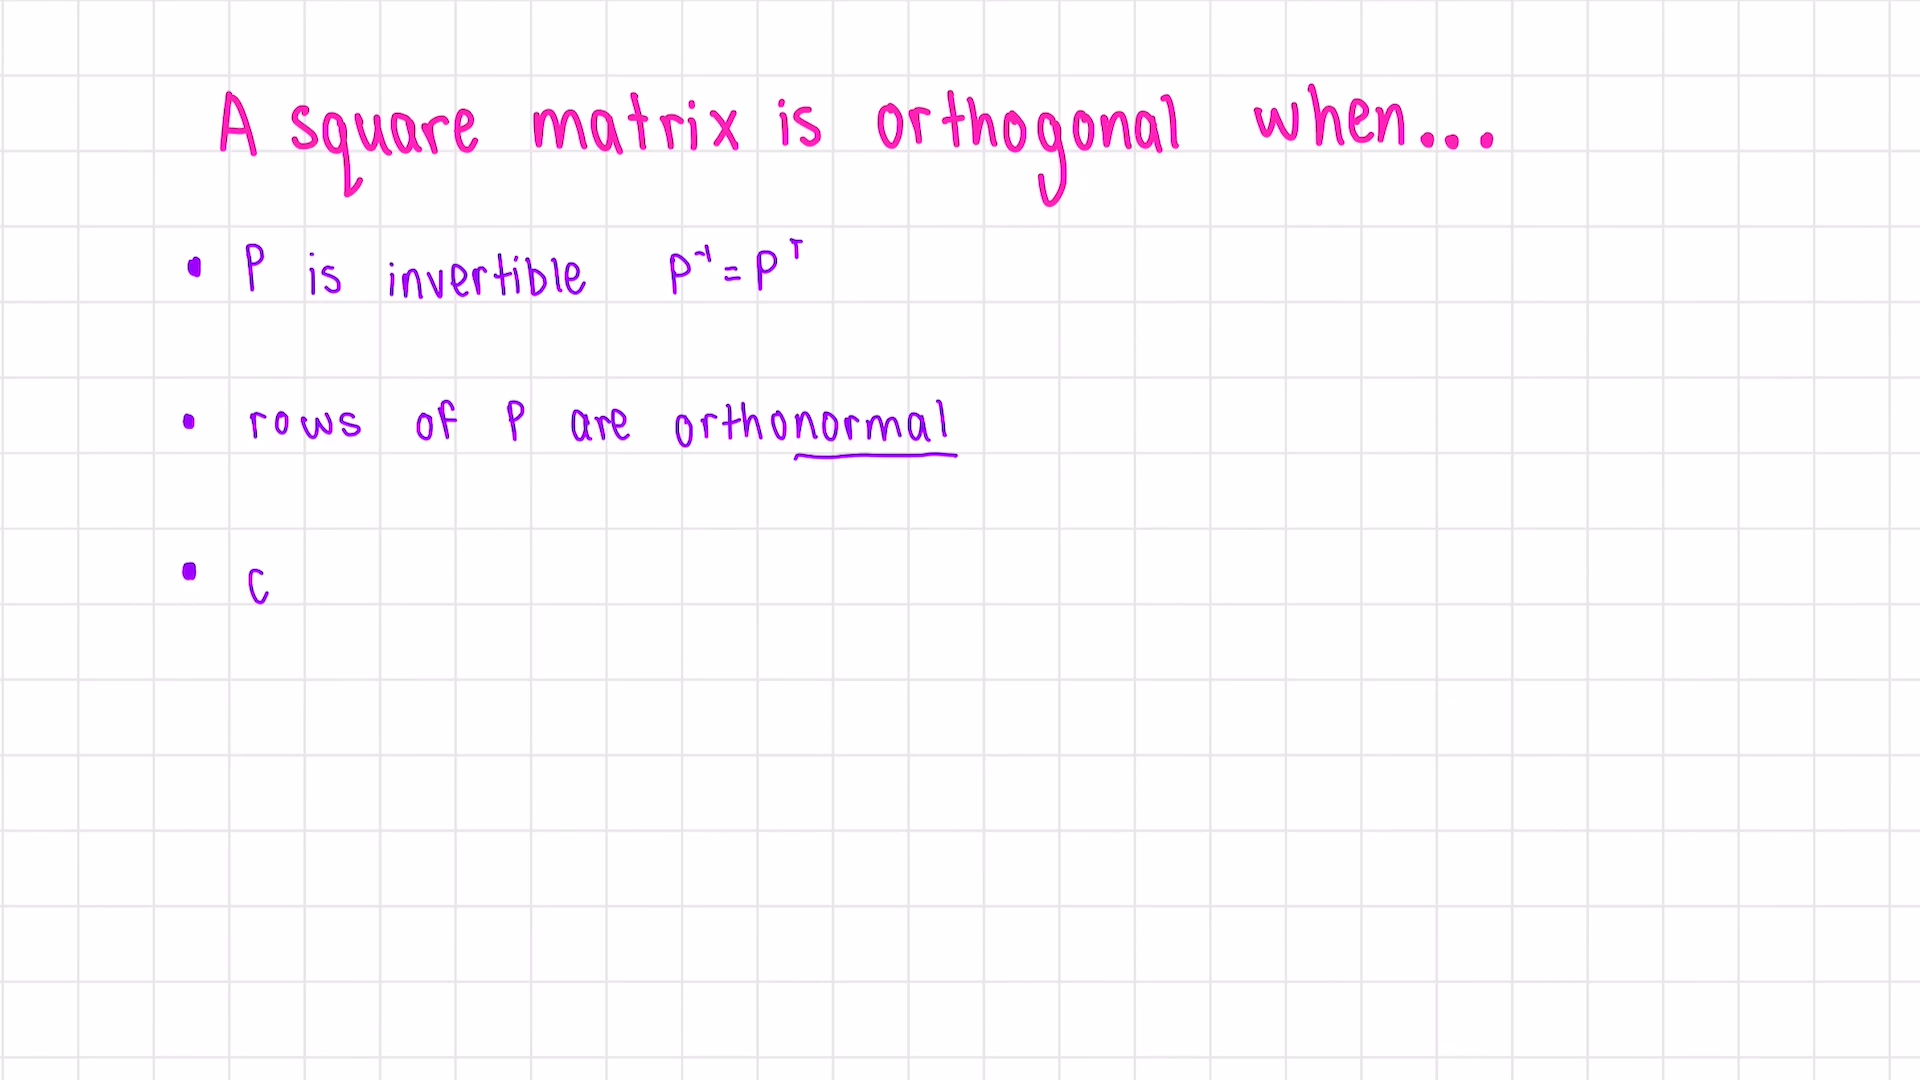 A square matrix is orthogonal when...
• P is invertible P⁻¹ = Pᵀ
• rows of P are orthonormal
• c